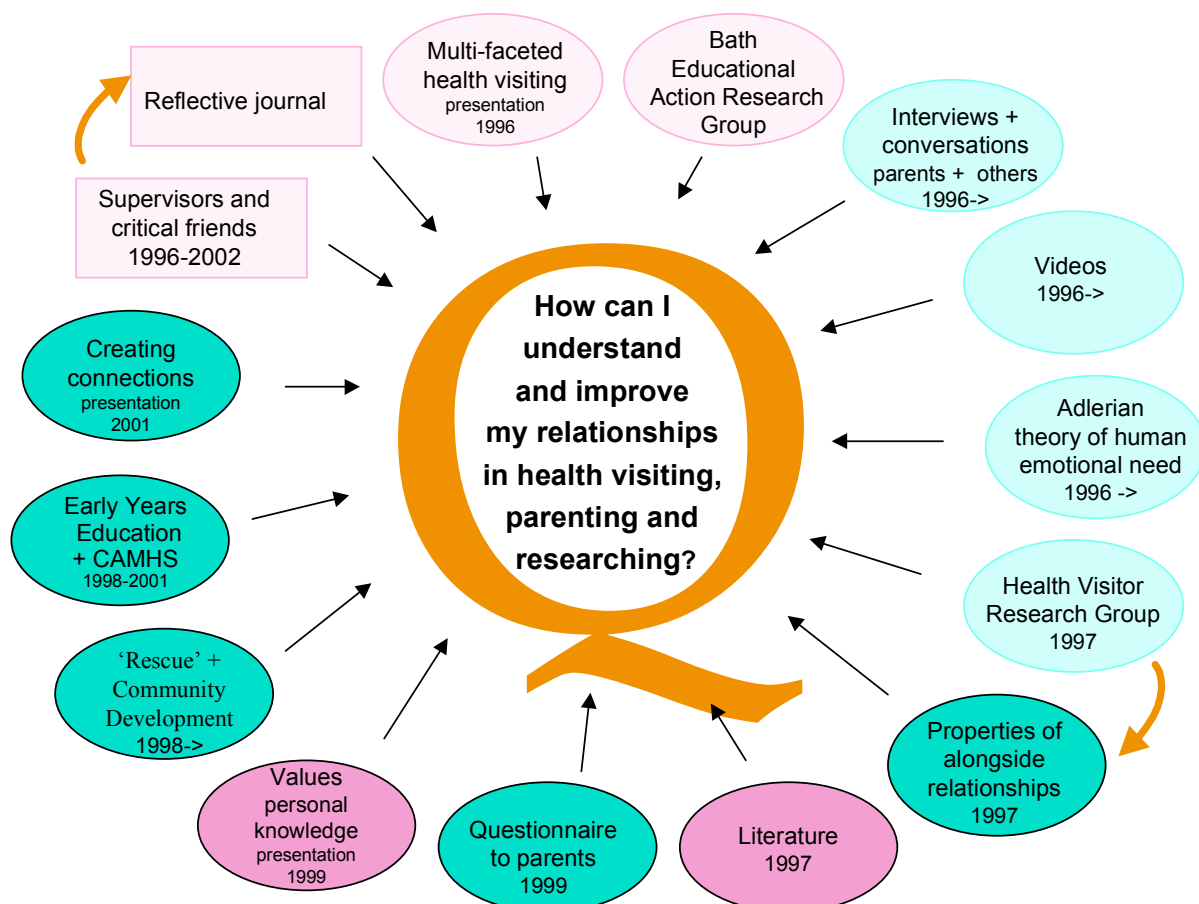 Reflective journal
Multi-faceted
health visiting
presentation
1996
Bath
Educational
Action Research
Group
Interviews +
conversations
parents + others
1996->
Supervisors and
critical friends
1996-2002
Videos
1996->
How can I
understand
and improve
my relationships
in health visiting,
parenting and
researching?
Creating
connections
presentation
2001
Adlerian
theory of human
emotional need
1996 ->
Early Years
Education
+ CAMHS
1998-2001
Health Visitor
Research Group
1997
'Rescue' +
Community
Development
1998->
Properties of
alongside
relationships
1997
Values
personal
knowledge
presentation
1999
Questionnaire
to parents
1999
Literature
1997